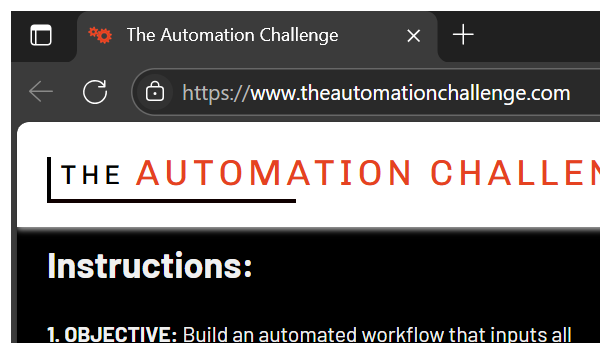 The Automation Challenge
https://www.theautomationchallenge.com
THE AUTOMATION CHALLEN
Instructions:
1. OBJECTIVE: Build an automated workflow that inputs all